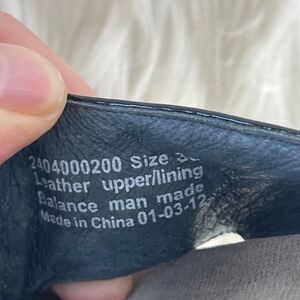 2404000200 Size
Leather upper/lining
Balance man made
Made in China 01-03-12